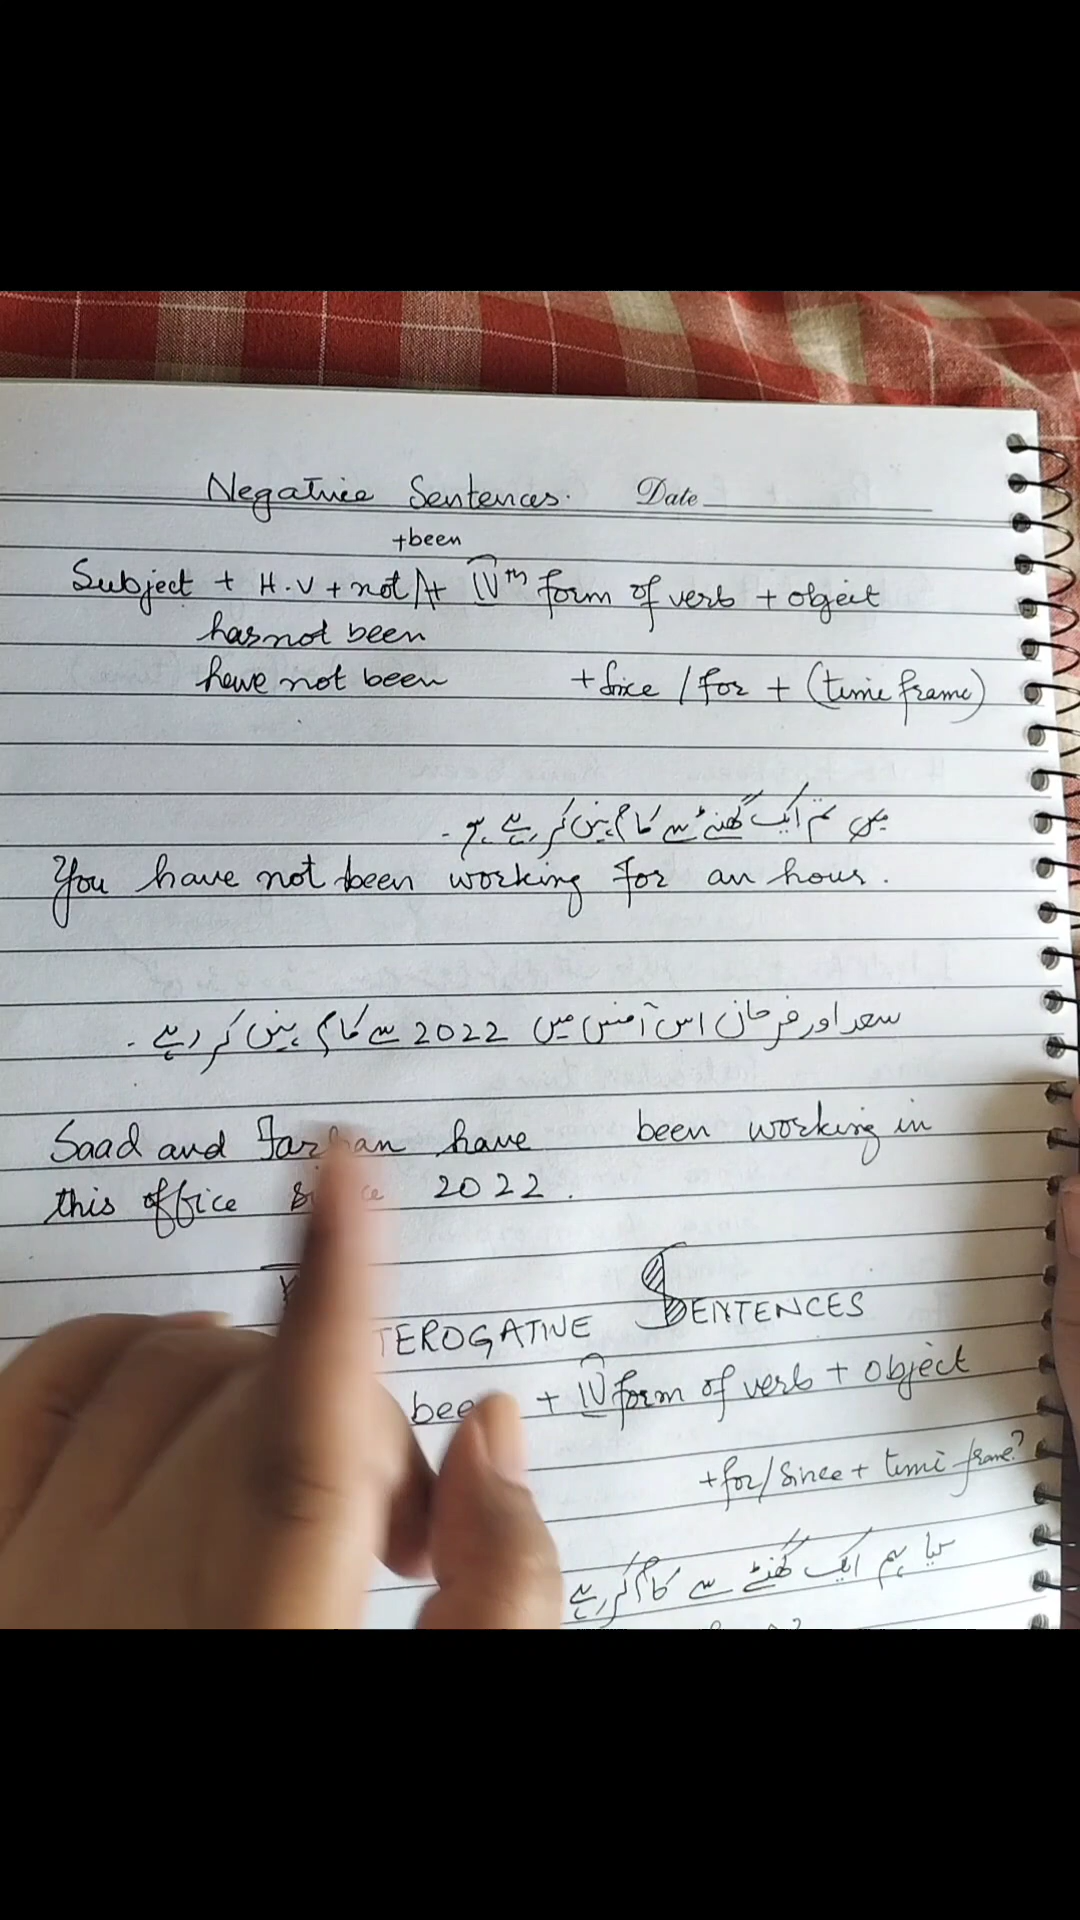 Negative Sentences. Date
+been
Subject + H.V + not /+ IVth form of verb + object
has not been
have not been + Since / for + (time frame)
تم ایک گھنٹے سے کام نہیں کر رہے ہو۔
You have not been working for an hour.
سعد اور فرحان اس آفس میں 2022 سے کام نہیں کر رہے۔
Saad and Farhan have been working in
this office since 2022.
TEROGATIVE SENTENCES
been + IV form of verb + object
+for/since + time frame?
کیا ہم ایک گھنٹے سے کام کر رہے